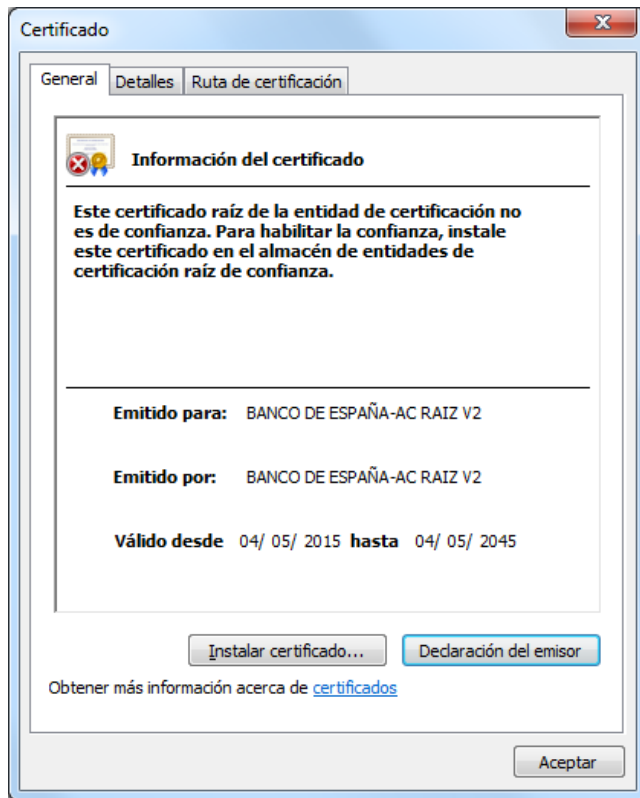 Certificado
General Detalles Ruta de certificación
Información del certificado
Este certificado raíz de la entidad de certificación no
es de confianza. Para habilitar la confianza, instale
este certificado en el almacén de entidades de
certificación raíz de confianza.
Emitido para: BANCO DE ESPAÑA-AC RAIZ V2
Emitido por: BANCO DE ESPAÑA-AC RAIZ V2
Válido desde 04/ 05/ 2015 hasta 04/ 05/ 2045
Instalar certificado... Declaración del emisor
Obtener más información acerca de certificados
Aceptar